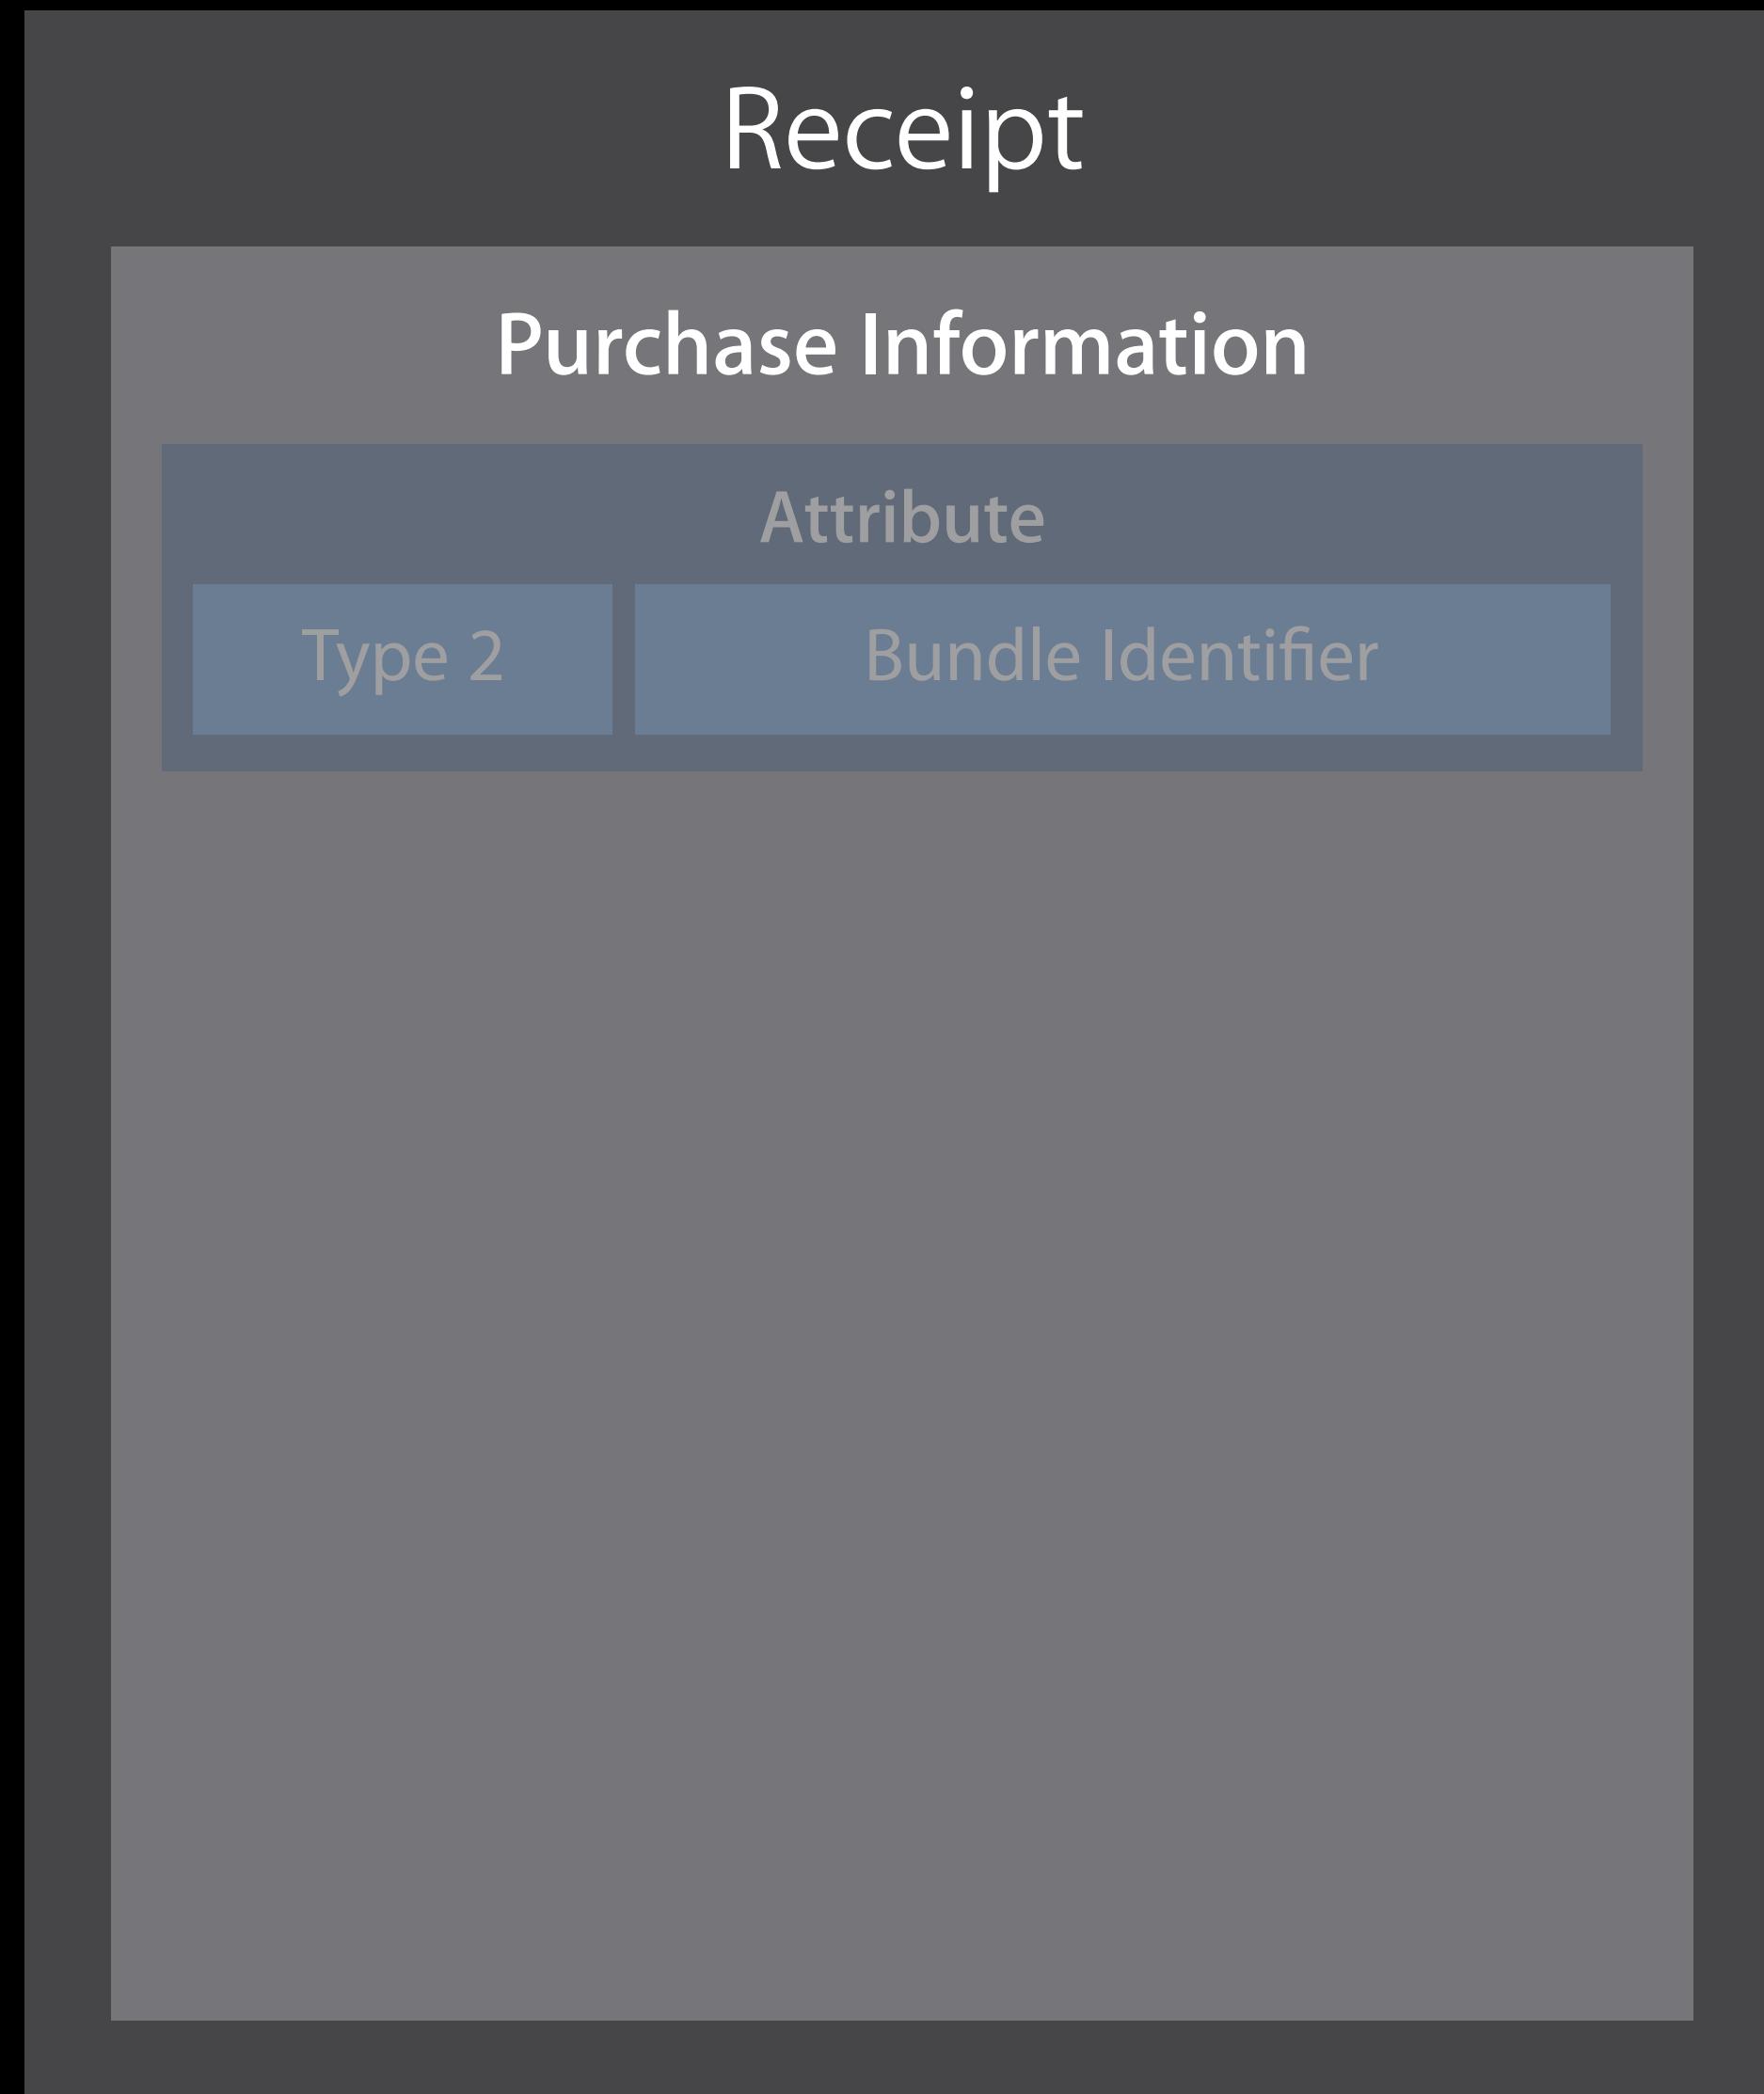 Receipt
Purchase Information
Attribute
Type 2 Bundle Identifier